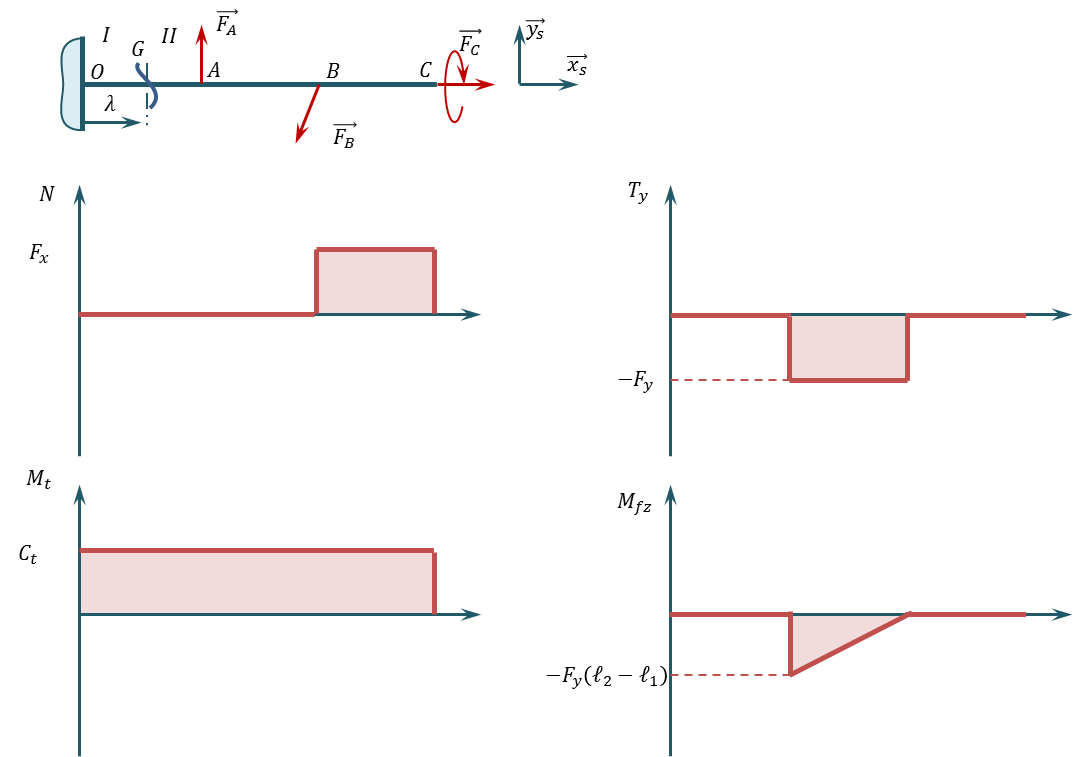 I
II
G
O
A
B
C
λ
$\overrightarrow{F_A}$
$\overrightarrow{F_B}$
$\overrightarrow{F_C}$
$\overrightarrow{y_s}$
$\overrightarrow{x_s}$
N
$F_x$
$T_y$
$-F_y$
$M_t$
$C_t$
$M_{fz}$
$-F_y(\ell_2 - \ell_1)$